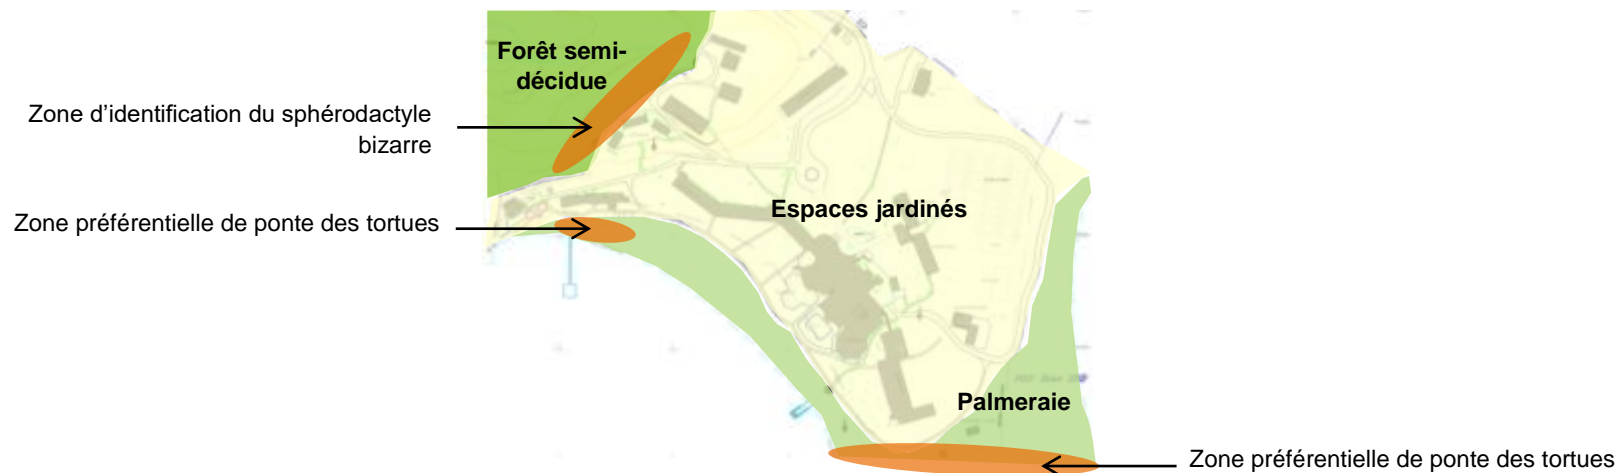 Forêt semi-
décidue
Zone d’identification du sphérodactyle
bizarre
Zone préférentielle de ponte des tortues
Espaces jardinés
Palmeraie
Zone préférentielle de ponte des tortues